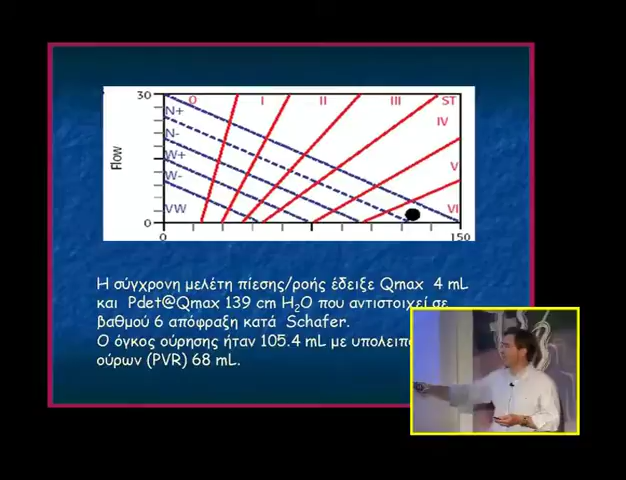 30
0
I
II
III
ST
N+
IV
N-
Flow
W+
V
W-
VW
VI
0
0
150
Η σύγχρονη μελέτη πίεσης/ροής έδειξε Qmax 4 mL
και Pdet@Qmax 139 cm H2O που αντιστοιχεί σε
βαθμού 6 απόφραξη κατά Schafer.
Ο όγκος ούρησης ήταν 105.4 mL με
ούρων (PVR) 68 mL.